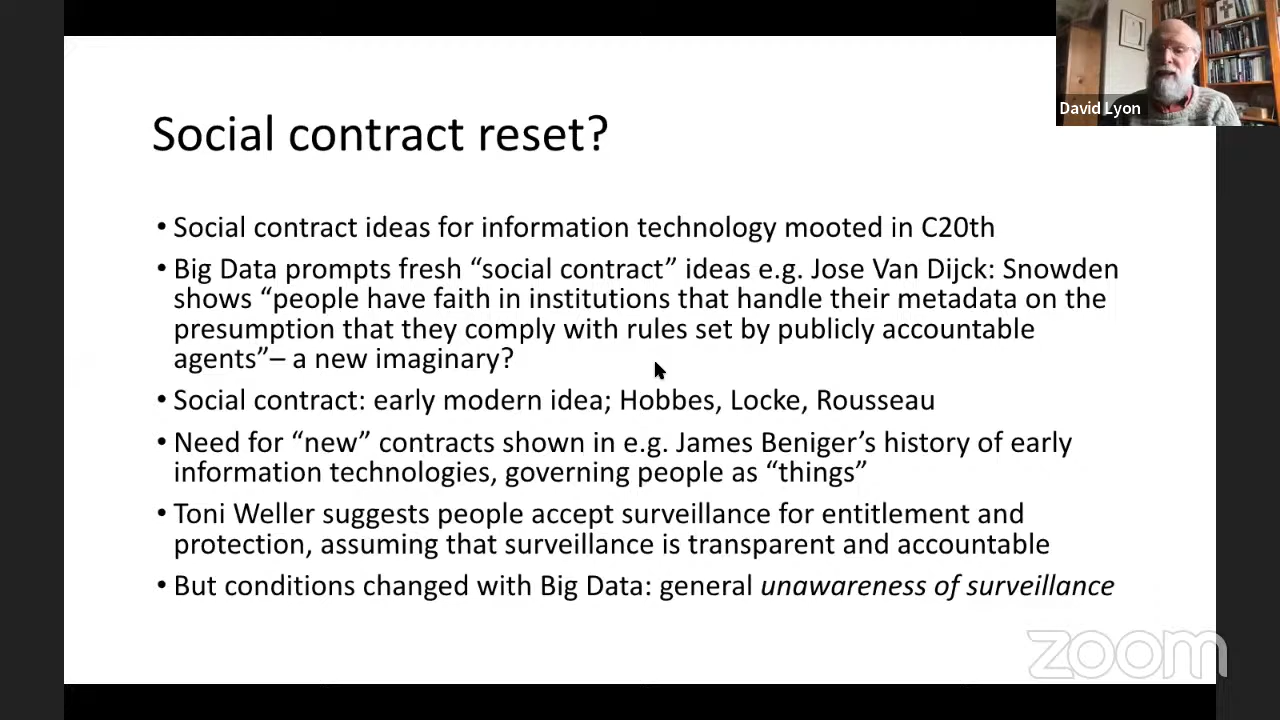 David Lyon
Social contract reset?
• Social contract ideas for information technology mooted in C20th
• Big Data prompts fresh “social contract” ideas e.g. Jose Van Dijck: Snowden
shows “people have faith in institutions that handle their metadata on the
presumption that they comply with rules set by publicly accountable
agents”– a new imaginary?
• Social contract: early modern idea; Hobbes, Locke, Rousseau
• Need for “new” contracts shown in e.g. James Beniger’s history of early
information technologies, governing people as “things”
• Toni Weller suggests people accept surveillance for entitlement and
protection, assuming that surveillance is transparent and accountable
• But conditions changed with Big Data: general unawareness of surveillance
zoom